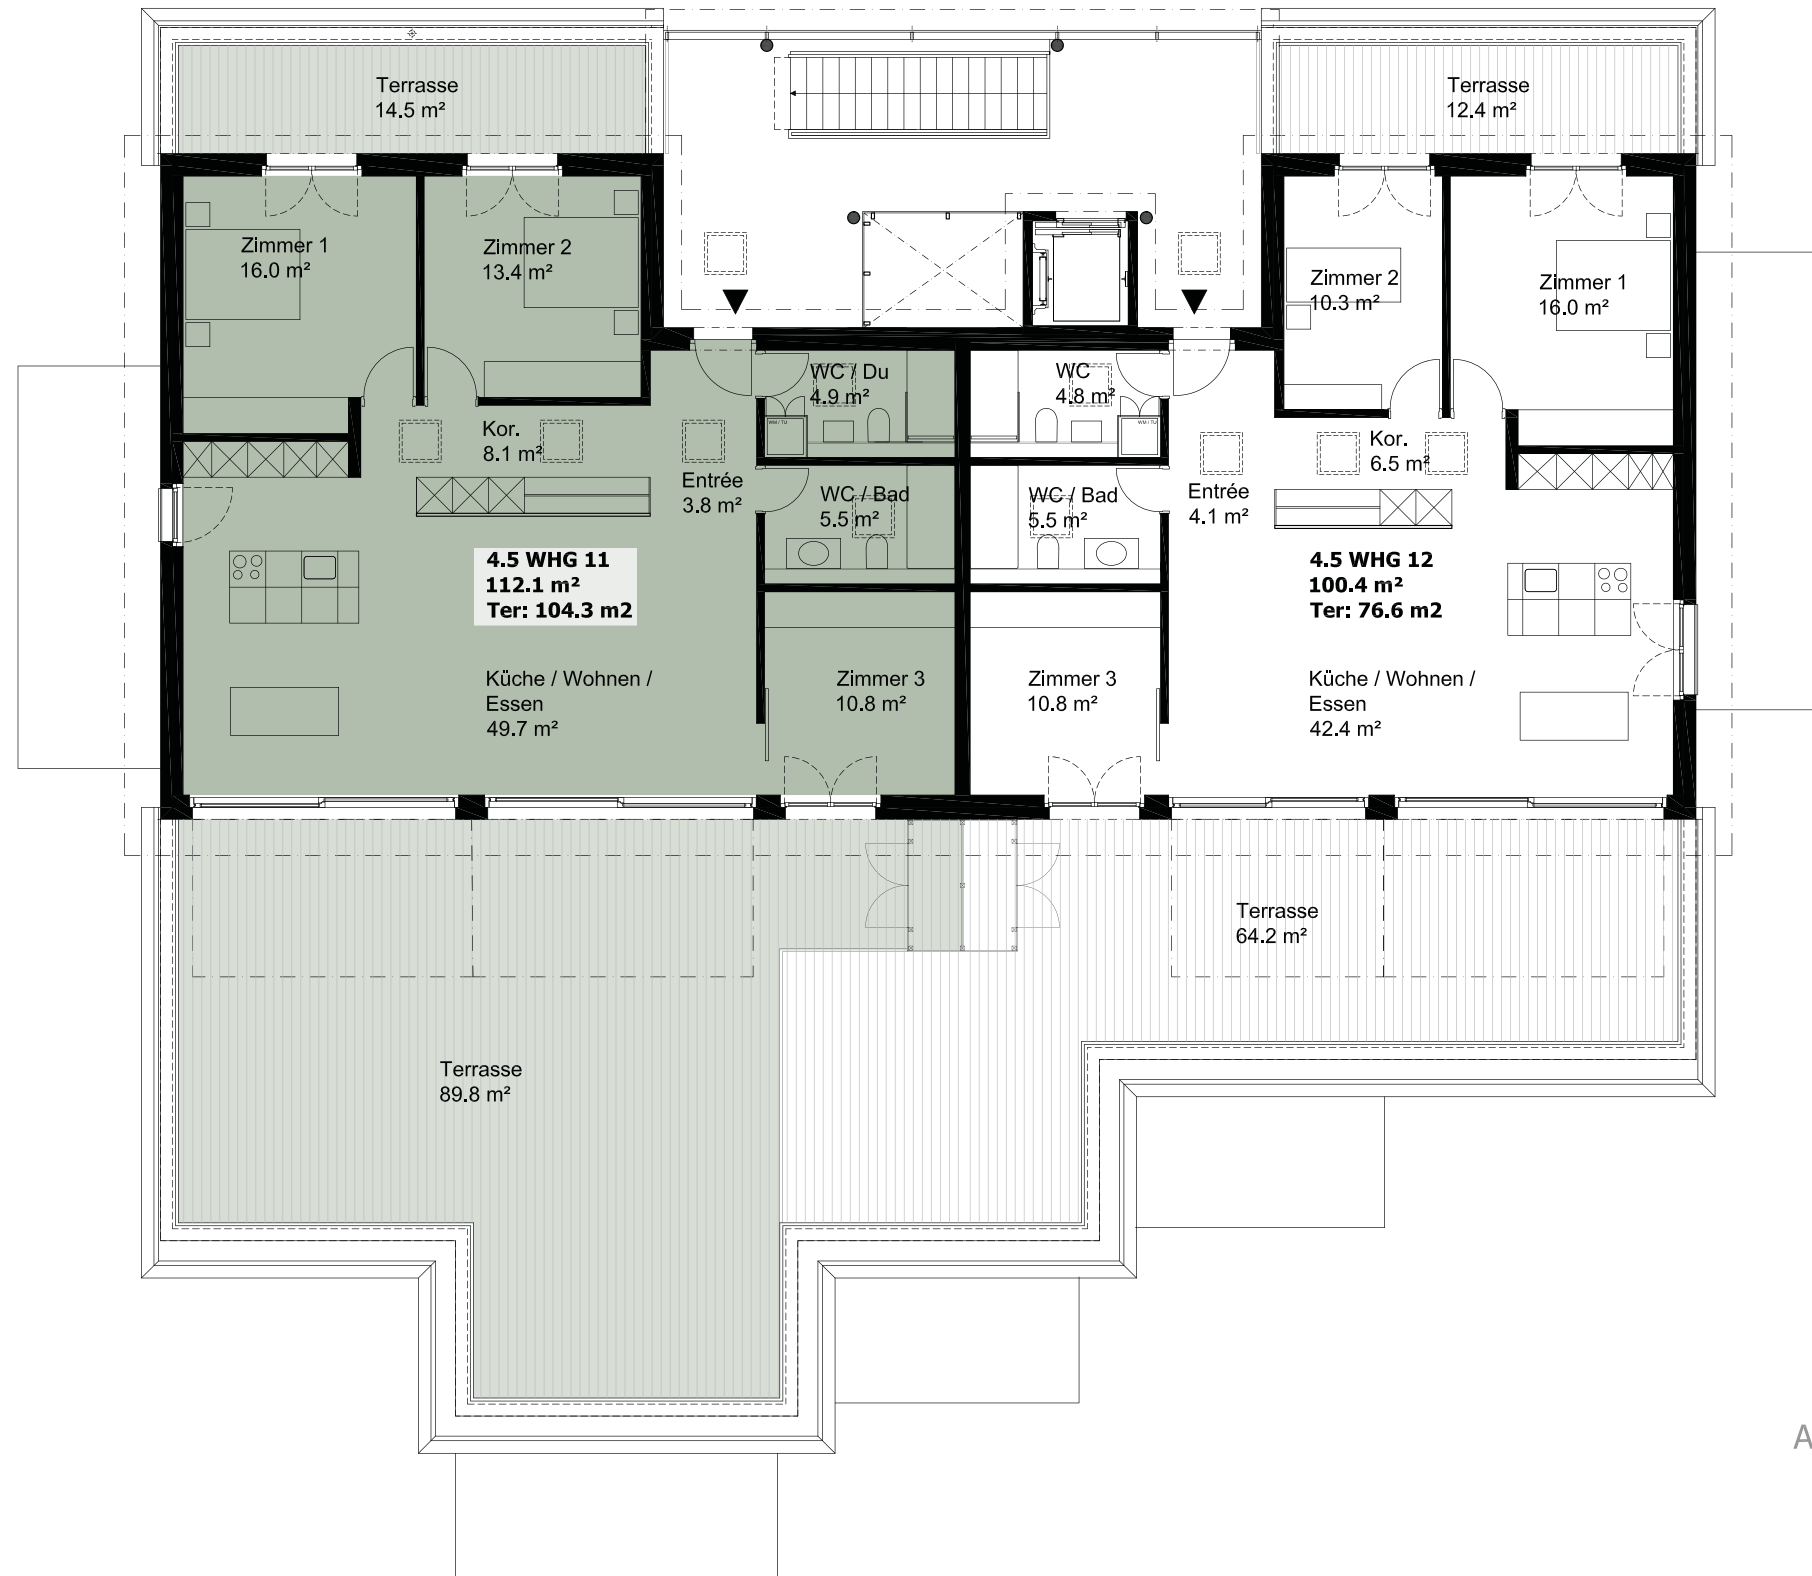 Terrasse
14.5 m²
Terrasse
12.4 m²
Zimmer 1
16.0 m²
Zimmer 2
13.4 m²
Zimmer 2
10.3 m²
Zimmer 1
16.0 m²
WC / Du
4.9 m²
WC
4.8 m²
WM / TU
WM / TU
Kor.
8.1 m²
Kor.
6.5 m²
Entrée
3.8 m²
WC / Bad
5.5 m²
WC / Bad
5.5 m²
Entrée
4.1 m²
4.5 WHG 11
112.1 m²
Ter: 104.3 m2
4.5 WHG 12
100.4 m²
Ter: 76.6 m2
Küche / Wohnen /
Essen
49.7 m²
Zimmer 3
10.8 m²
Zimmer 3
10.8 m²
Küche / Wohnen /
Essen
42.4 m²
Terrasse
64.2 m²
Terrasse
89.8 m²
A